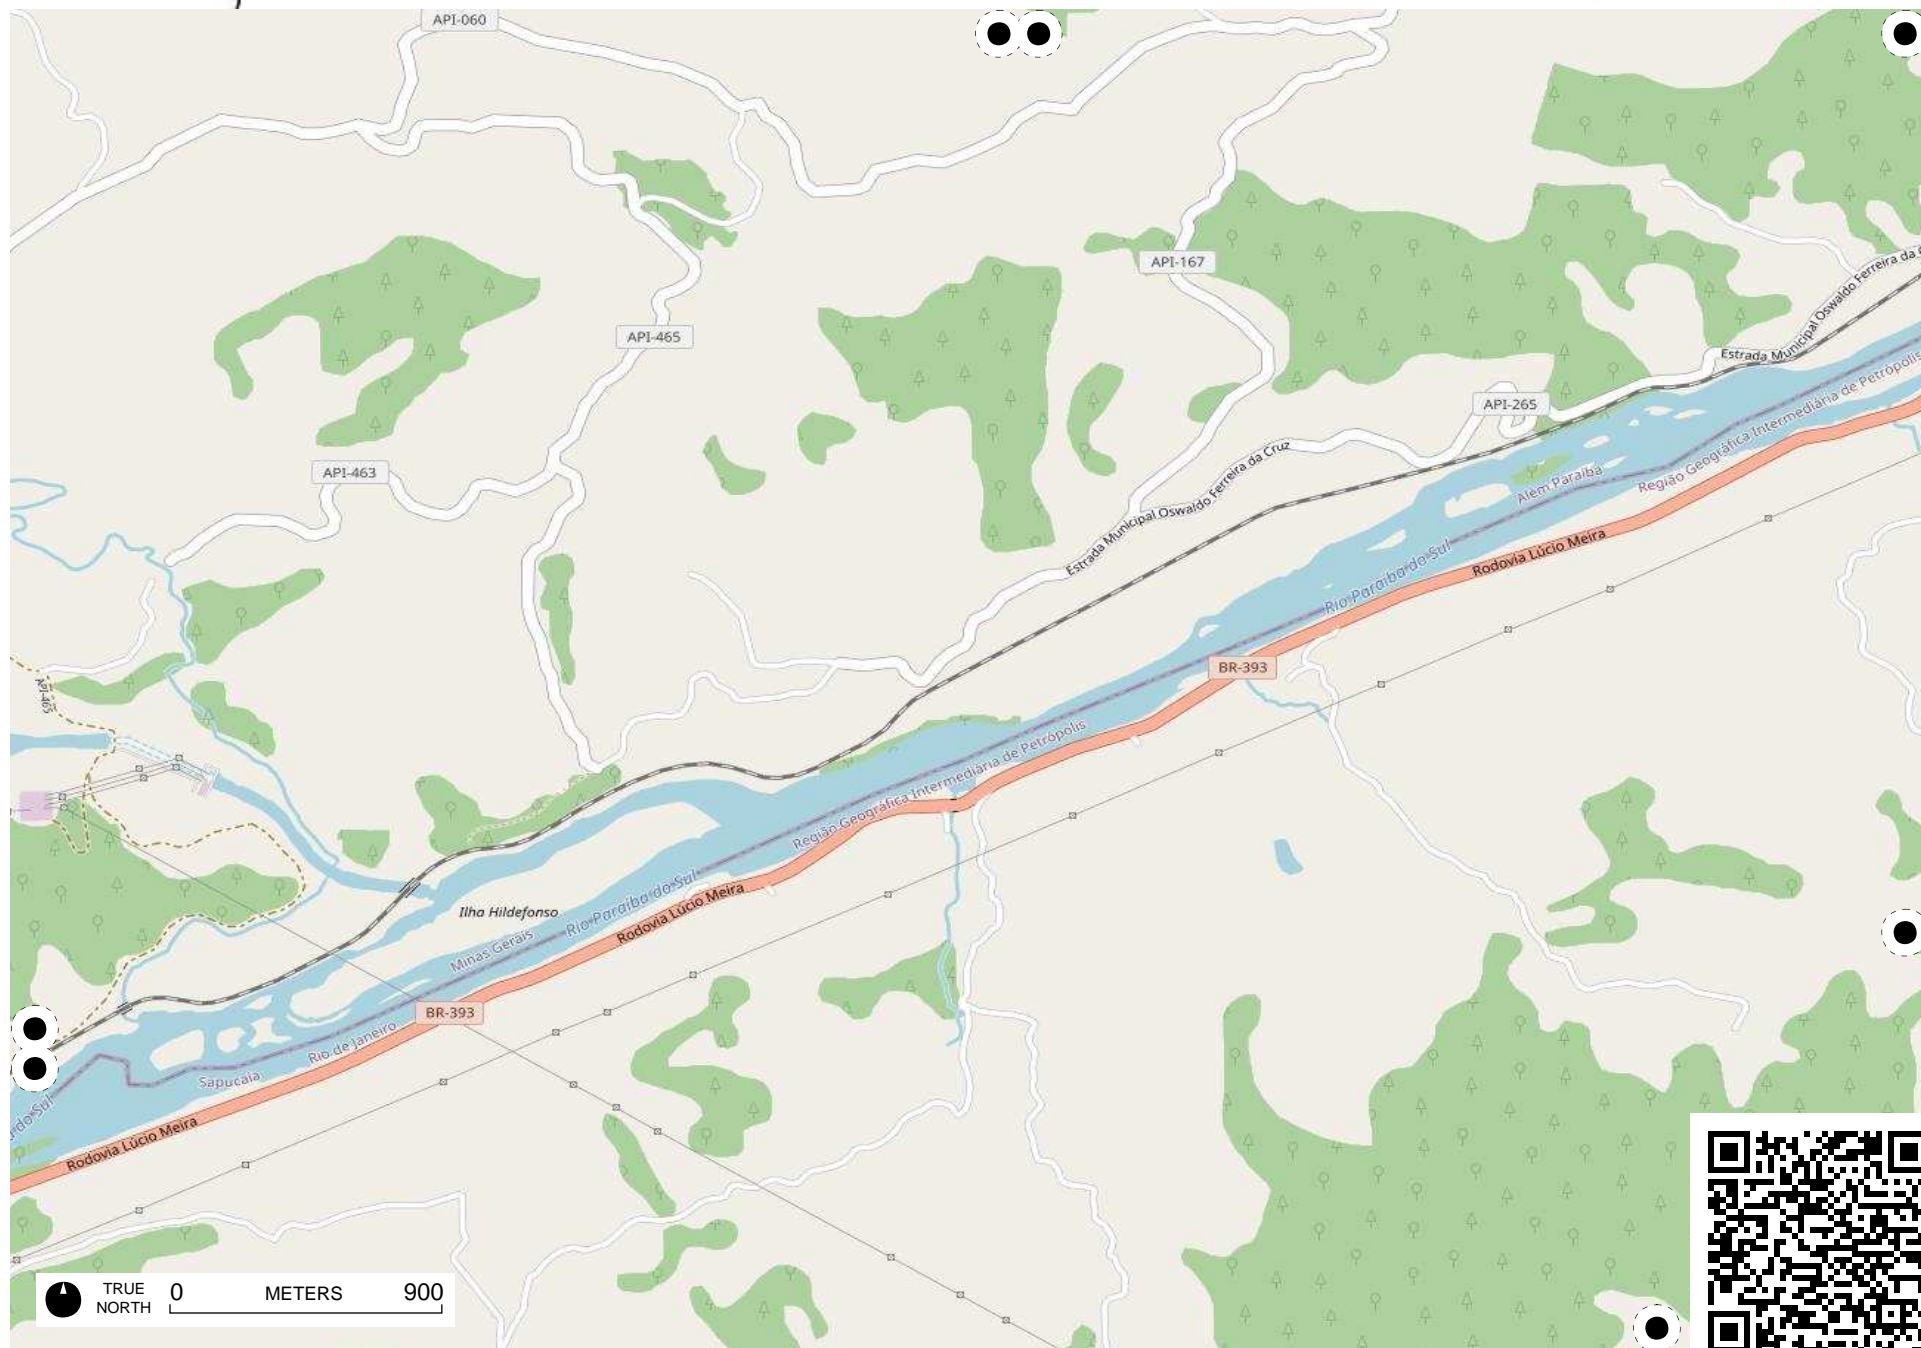 API-060
API-167
API-465
API-463
API-265
Estrada Municipal Oswaldo Ferreira da
Estrada Municipal Oswaldo Ferreira da Cruz
Região Geográfica Intermediária de Petrópolis
Além Paraíba
Rio Paraíba do Sul
Rodovia Lúcio Meira
BR-393
API-465
Região Geográfica Intermediária de Petrópolis
Rio Paraíba do Sul
Rodovia Lúcio Meira
Ilha Hildefonso
Minas Gerais
BR-393
Rio de Janeiro
Sapucaia
do Sul
Rodovia Lúcio Meira
TRUE NORTH
0 METERS 900